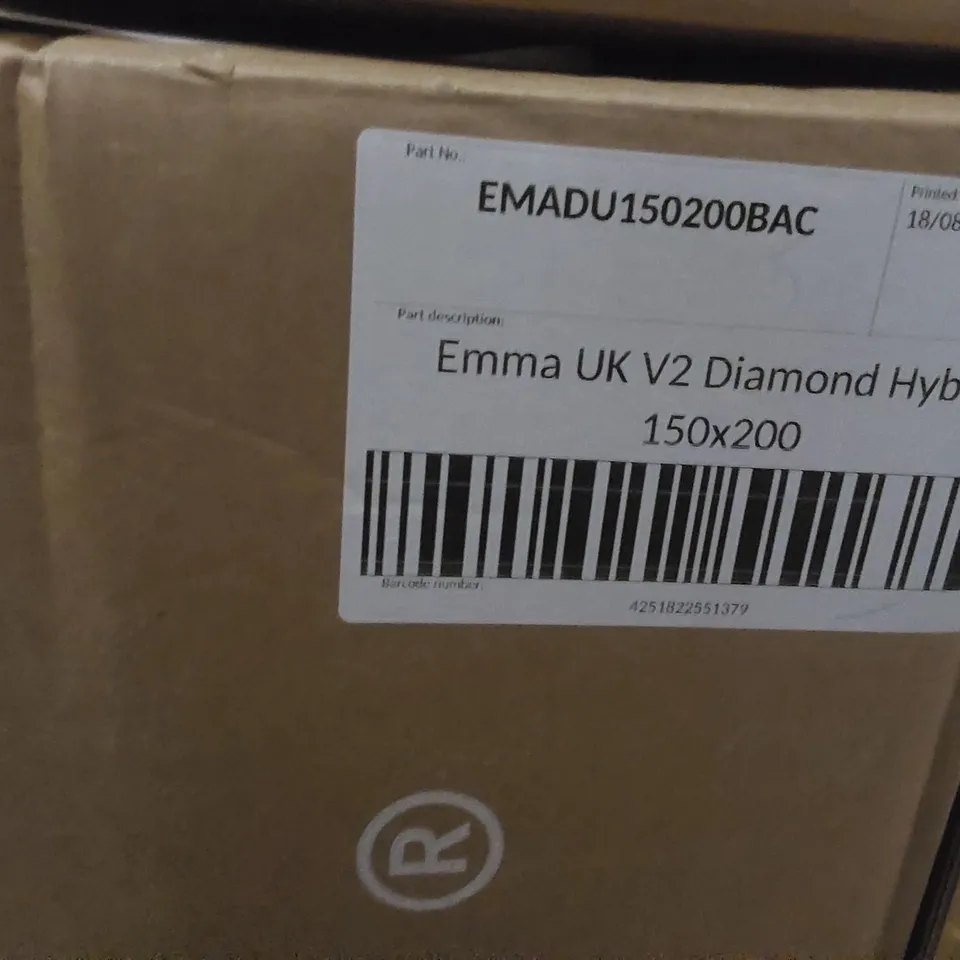 Part No.:
EMADU150200BAC
Printed
18/08
Part description:
Emma UK V2 Diamond Hyb
150x200
Barcode number:
4251822551379
®